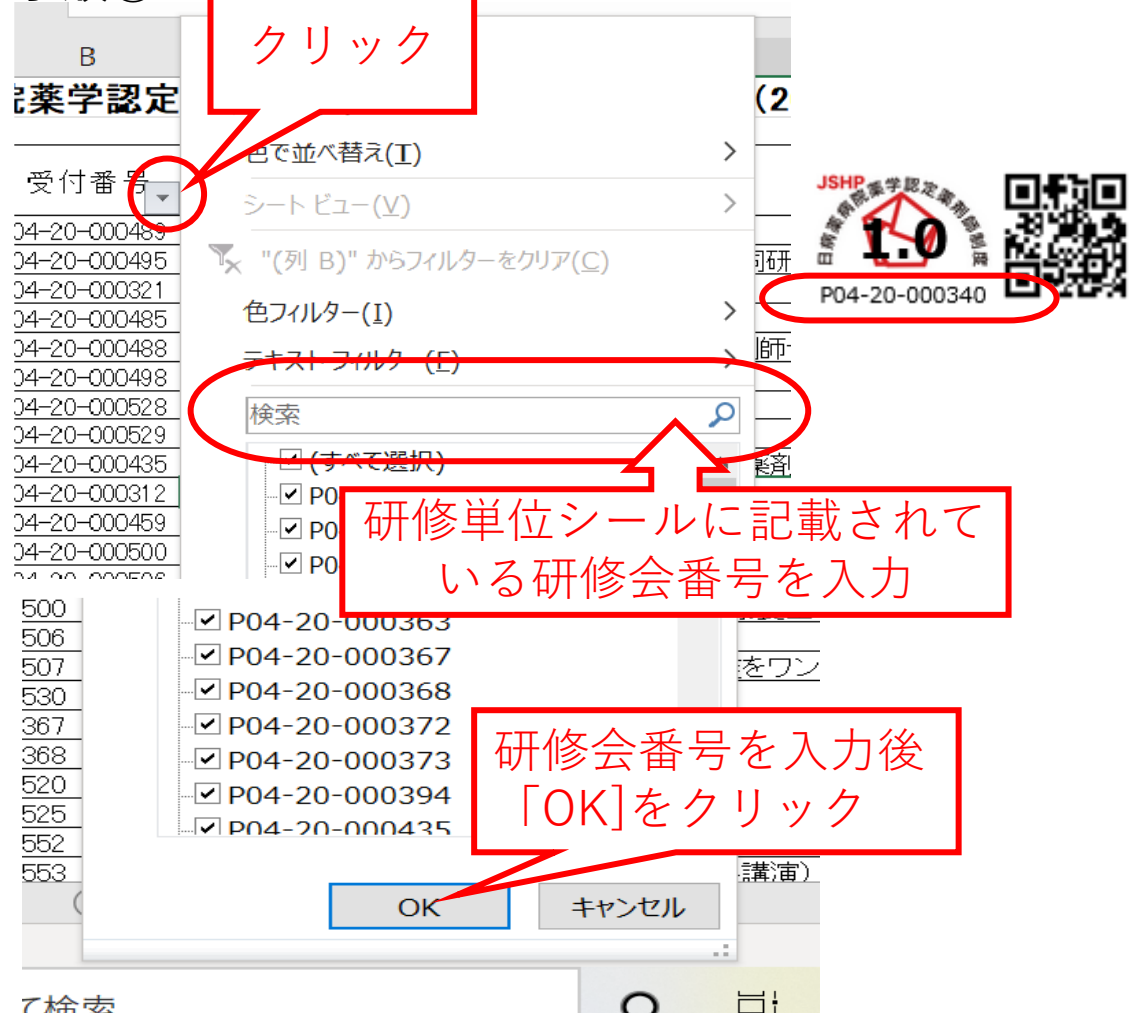 クリック
B
薬学認定
(2
受付番号
色で並べ替え(T)
シート ビュー(V)
"(列 B)" からフィルターをクリア(C)
色フィルター(I)
テキスト フィルター(F)
検索
(すべて選択)
P0
P0
P0
04-20-000489
04-20-000495
04-20-000321
04-20-000485
04-20-000488
04-20-000498
04-20-000528
04-20-000529
04-20-000435
04-20-000312
04-20-000459
04-20-000500
JSHP
日病薬病院薬学認定薬剤師制度
1.0
P04-20-000340
研修単位シールに記載されて
いる研修会番号を入力
500
506
507
530
367
368
520
525
552
553
P04-20-000363
P04-20-000367
P04-20-000368
P04-20-000372
P04-20-000373
P04-20-000394
P04-20-000435
をワン
講演)
研修会番号を入力後
「OK]をクリック
OK
キャンセル
て検索